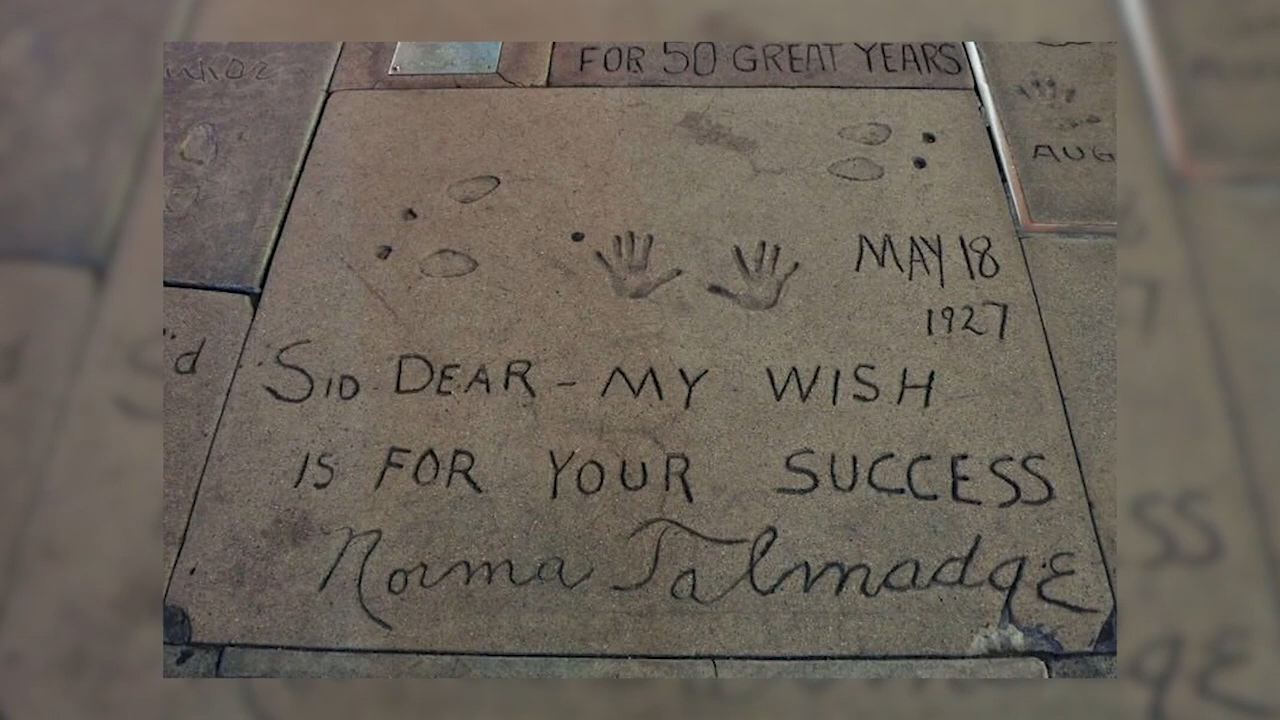 FOR 50 GREAT YEARS
AUG
MAY 18
1927
SID DEAR - MY WISH
IS FOR YOUR SUCCESS
Norma Talmadge